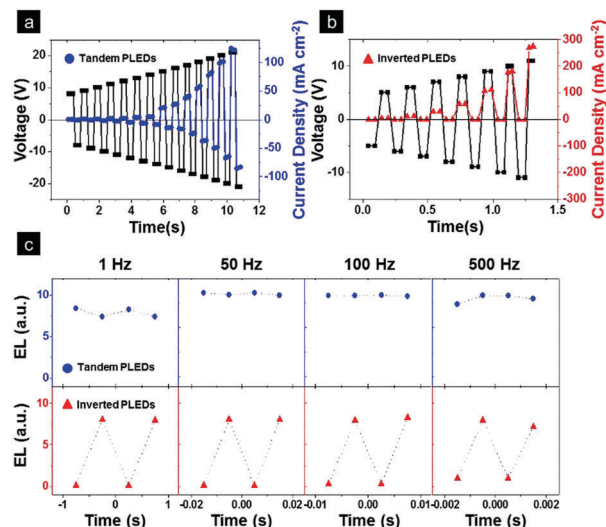 a
b
Tandem PLEDs
Inverted PLEDs
Voltage (V)
20
10
0
-10
-20
100
50
0
-50
-100
Current Density (mA cm-2)
0 2 4 6 8 10 12
Time(s)
Voltage (V)
10
0
-10
300
200
100
0
-100
-200
-300
Current Density (mA cm-2)
0.0 0.5 1.0 1.5
Time(s)
c
1 Hz 50 Hz 100 Hz 500 Hz
EL (a.u.)
10
5
0
Tandem PLEDs
EL (a.u.)
10
5
0
Inverted PLEDs
-1 0 1 -0.02 0.00 0.02 -0.01 0.00 0.01 -0.002 0.000 0.002
Time (s) Time (s) Time (s) Time (s)